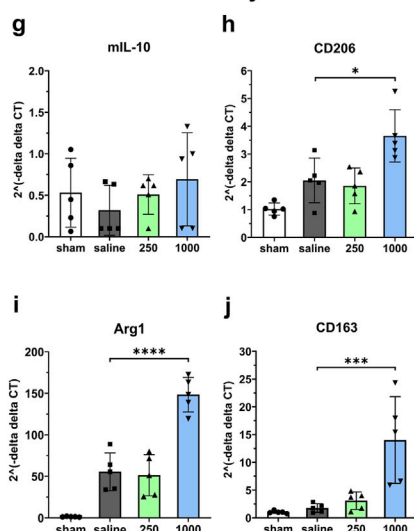 g
mIL-10
2^(-delta delta CT)
2.0
1.5
1.0
0.5
0.0
sham saline 250 1000
h
CD206
2^(-delta delta CT)
6
5
4
3
2
1
0
*
sham saline 250 1000
i
Arg1
2^(-delta delta CT)
200
150
100
50
0
****
sham saline 250 1000
j
CD163
2^(-delta delta CT)
30
25
20
15
10
5
0
***
sham saline 250 1000